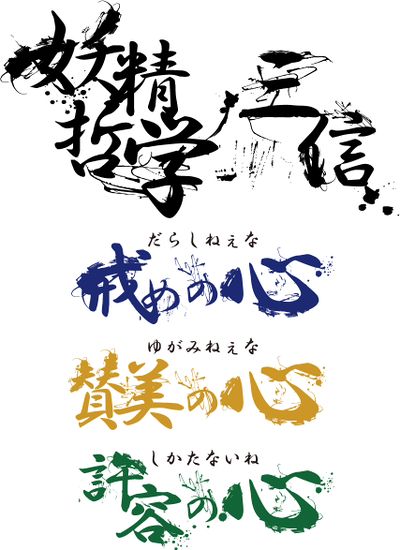 妖精
哲学ノ三信
だらしねぇな
戒めの心
ゆがみねぇな
賛美の心
しかたないね
許容の心